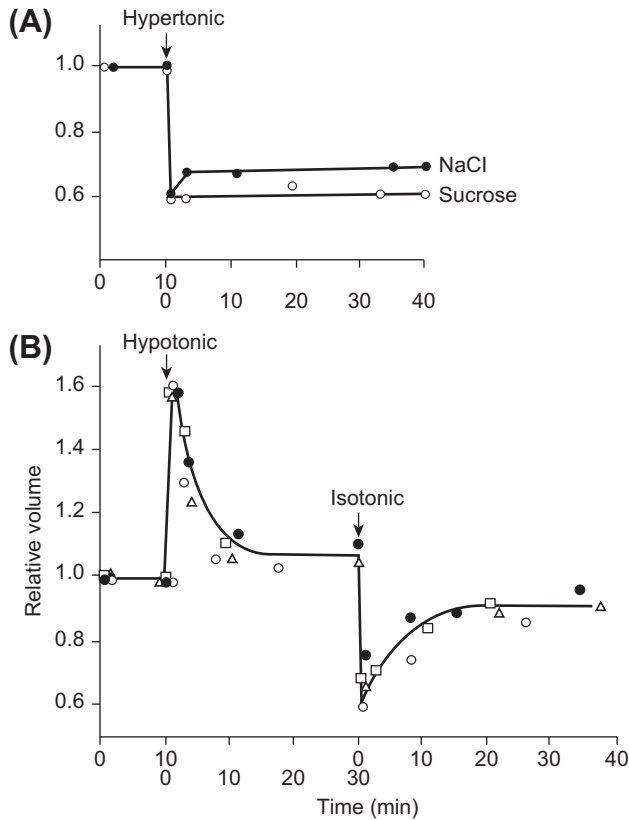 (A)
Hypertonic
1.0
0.8
0.6
NaCl
Sucrose
0 10 10 20 30 40
0
(B)
Hypotonic
1.6
1.4
1.2
1.0
0.8
0.6
Isotonic
Relative volume
0 10 10 20 30 10 20 30 40
0 0
Time (min)